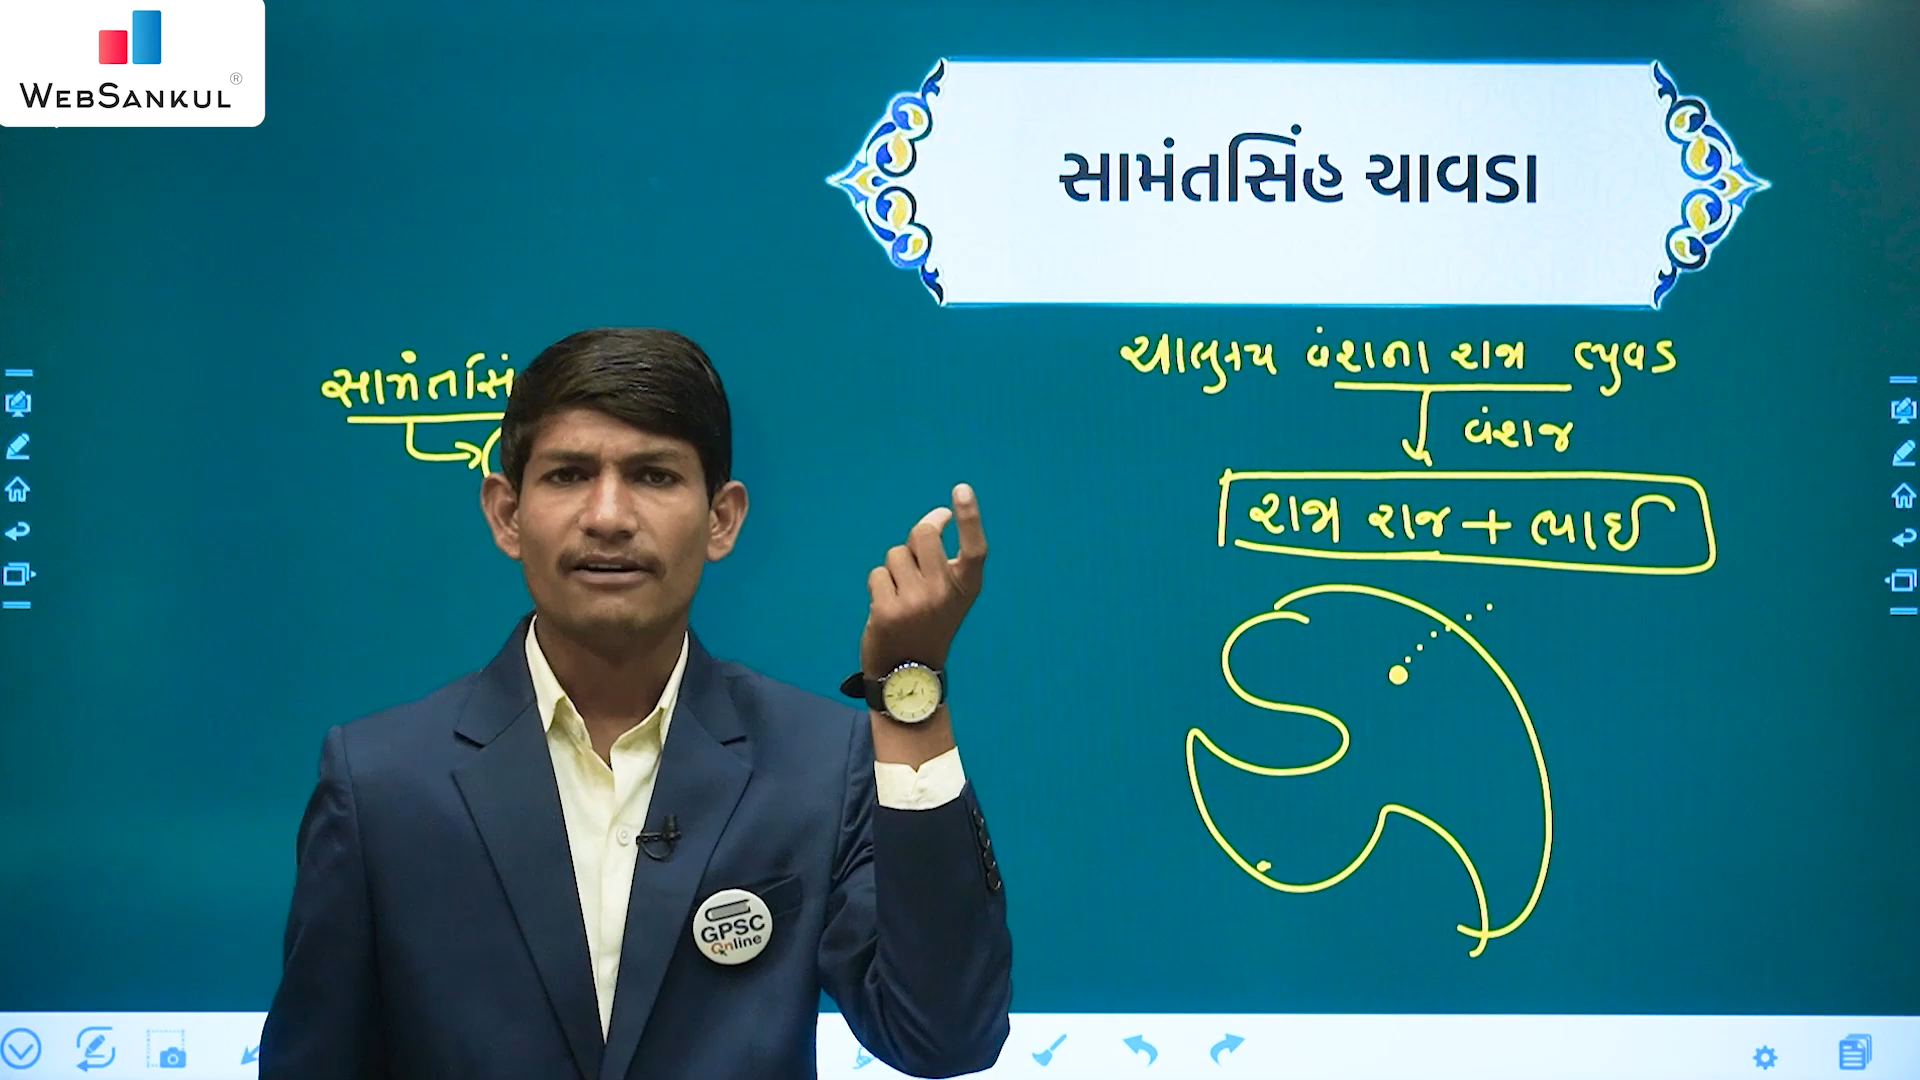 WEBSANKUL®
સામંતસિંહ ચાવડા
ચાલુક્ય વંશના રાજા ભુવડ
વંશજ
રાજા રાજ + ભાઈ
GPSC
Online